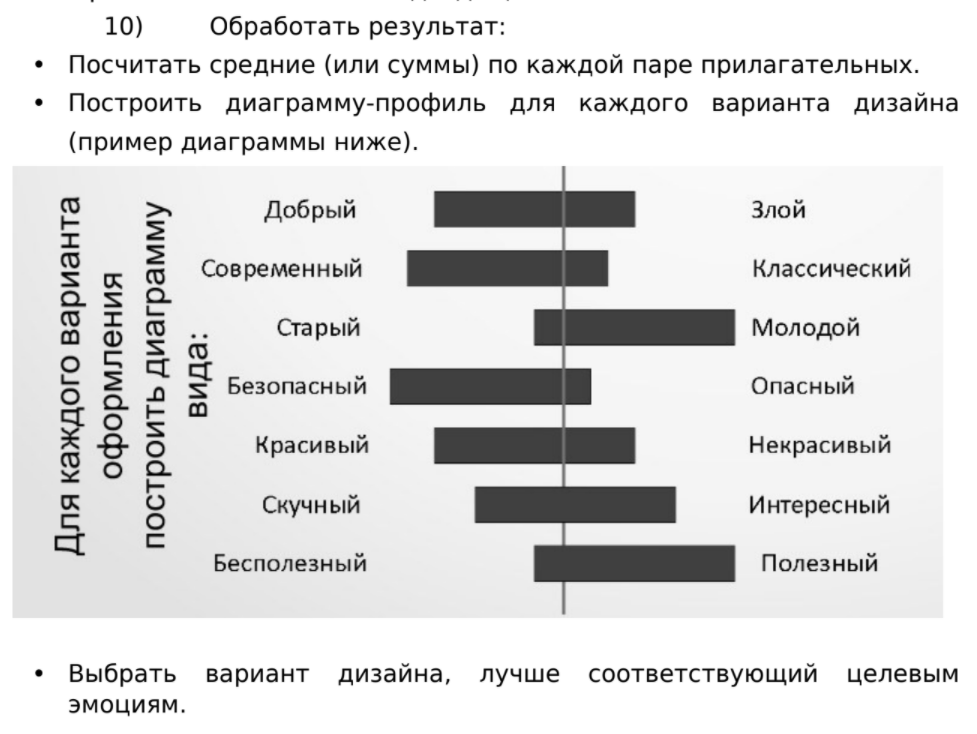 10) Обработать результат:
• Посчитать средние (или суммы) по каждой паре прилагательных.
• Построить диаграмму-профиль для каждого варианта дизайна
(пример диаграммы ниже).
Для каждого варианта
оформления
построить диаграмму
вида:
Добрый Злой
Современный Классический
Старый Молодой
Безопасный Опасный
Красивый Некрасивый
Скучный Интересный
Бесполезный Полезный
• Выбрать вариант дизайна, лучше соответствующий целевым
эмоциям.